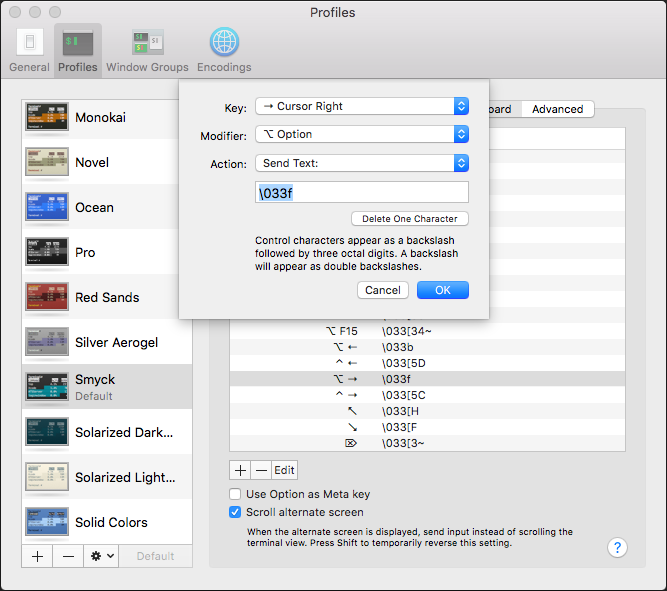 Profiles
General
Profiles
Window Groups
Encodings
Monokai
Novel
Ocean
Pro
Red Sands
Silver Aerogel
Smyck
Default
Solarized Dark...
Solarized Light...
Solid Colors
Default
Key:
→ Cursor Right
Modifier:
⌥ Option
Action:
Send Text:
\033f
Delete One Character
Control characters appear as a backslash
followed by three octal digits. A backslash
will appear as double backslashes.
Cancel
OK
Advanced
⌥ F15 \033[34~
⌥ ← \033b
^ ← \033[5D
⌥ → \033f
^ → \033[5C
↖ \033[H
↘ \033[F
⌦ \033[3~
+ − Edit
Use Option as Meta key
Scroll alternate screen
When the alternate screen is displayed, send input instead of scrolling the
terminal view. Press Shift to temporarily reverse this setting.
?